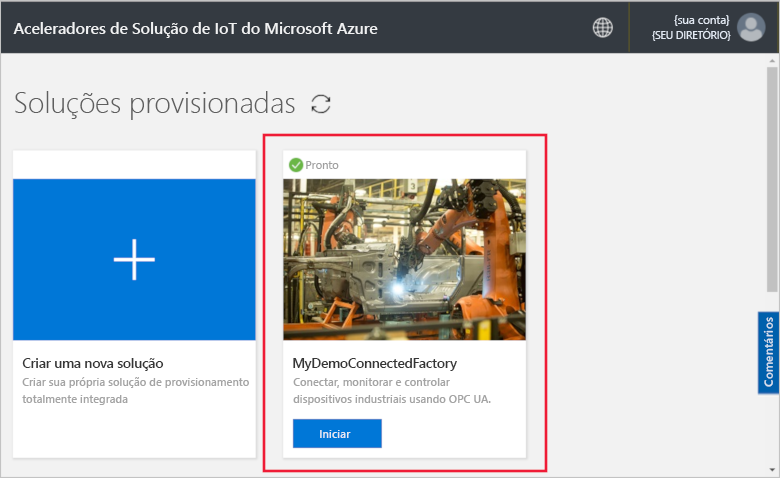 Aceleradores de Solução de IoT do Microsoft Azure
{sua conta}
{SEU DIRETÓRIO}
Soluções provisionadas
Pronto
Criar uma nova solução
Criar sua própria solução de provisionamento
totalmente integrada
MyDemoConnectedFactory
Conectar, monitorar e controlar
dispositivos industriais usando OPC UA.
Iniciar
Comentários